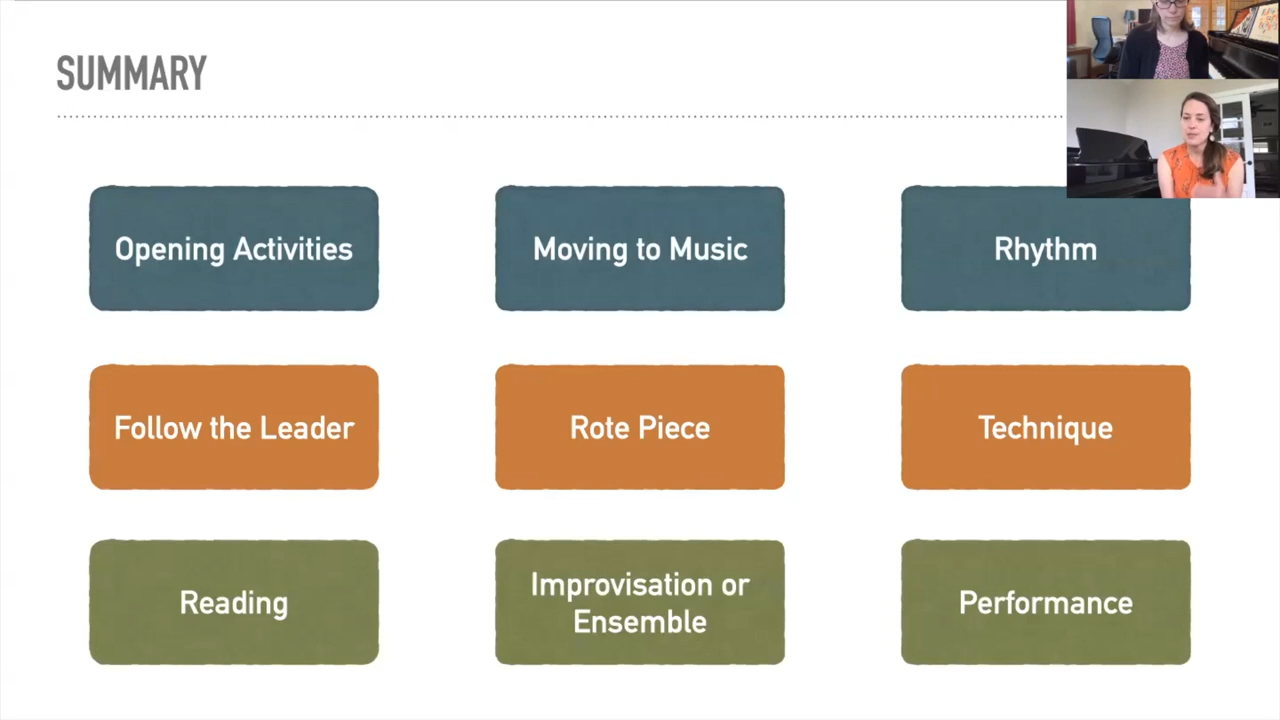 SUMMARY
Opening Activities
Moving to Music
Rhythm
Follow the Leader
Rote Piece
Technique
Reading
Improvisation or
Ensemble
Performance